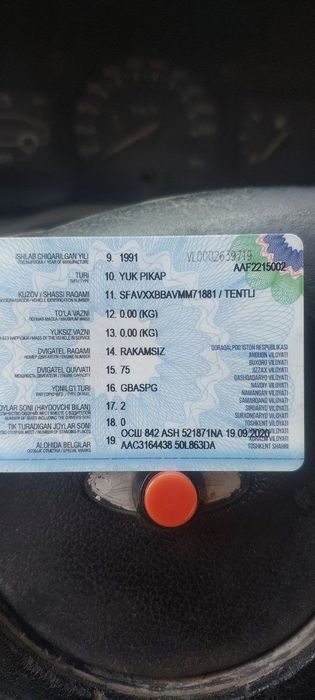 ISHLAB CHIQARILGAN YILI 9. 1991 VL0002639719
AAF2215002
TURI 10. YUK PIKAP
KUZOV / SHASSI RAQAMI 11. SFAVXXBBAVMM71881 / TENTLİ
TO'LA VAZNI 12. 0.00 (KG)
YUKSIZ VAZNI 13. 0.00 (KG)
DVIGATEL RAQAMI 14. RAKAMSIZ
QORAQALPOG'ISTON RESPUBLIKASI
ANDIJON VILOYATI
BUXORO VILOYATI
DVIGATEL QUVVATI 15. 75
JIZZAX VILOYATI
QASHQADARYO VILOYATI
YONILG'I TURI 16. GBASPG
NAVOIY VILOYATI
NAMANGAN VILOYATI
SAMARQAND VILOYATI
JOYLAR SONI (HAYDOVCHI BILAN) 17. 2
SIRDARYO VILOYATI
SURXONDARYO VILOYATI
TIK TURADIGAN JOYLAR SONI 18. 0
TOSHKENT VILOYATI
ALOHIDA BELGILAR 19. ОСШ 842 ASH 521871NA 19.09.2020
AAC3164438 50L863DA
TOSHKENT SHAHRI